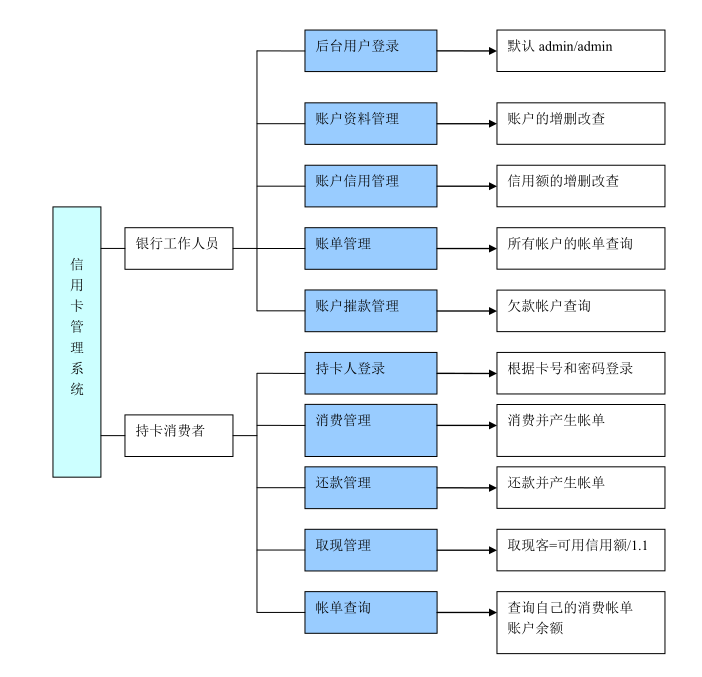 信用卡管理系统
银行工作人员
后台用户登录
默认 admin/admin
账户资料管理
账户的增删改查
账户信用管理
信用额的增删改查
账单管理
所有帐户的帐单查询
账户摧款管理
欠款帐户查询
持卡消费者
持卡人登录
根据卡号和密码登录
消费管理
消费并产生帐单
还款管理
还款并产生帐单
取现管理
取现客=可用信用额/1.1
帐单查询
查询自己的消费帐单
账户余额